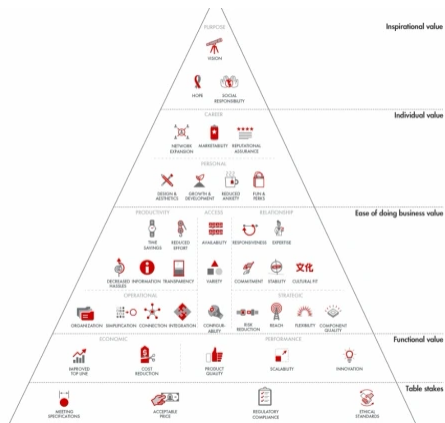 PURPOSE
Inspirational value
VISION
HOPE
SOCIAL
RESPONSIBILITY
CAREER
Individual value
NETWORK
EXPANSION
MARKETABILITY
REPUTATIONAL
ASSURANCE
PERSONAL
DESIGN &
AESTHETICS
GROWTH &
DEVELOPMENT
REDUCED
ANXIETY
FUN &
PERKS
PRODUCTIVITY
ACCESS
RELATIONSHIP
Ease of doing business value
TIME
SAVINGS
REDUCED
EFFORT
AVAILABILITY
RESPONSIVENESS
EXPERTISE
DECREASED
HASSLES
INFORMATION
TRANSPARENCY
VARIETY
COMMITMENT
STABILITY
文化
CULTURAL FIT
OPERATIONAL
STRATEGIC
ORGANIZATION
SIMPLIFICATION
CONNECTION
INTEGRATION
CONFIGUR-
ABILITY
RISK
REDUCTION
REACH
FLEXIBILITY
COMPONENT
QUALITY
ECONOMIC
PERFORMANCE
Functional value
IMPROVED
TOP LINE
COST
REDUCTION
PRODUCT
QUALITY
SCALABILITY
INNOVATION
Table stakes
MEETING
SPECIFICATIONS
ACCEPTABLE
PRICE
REGULATORY
COMPLIANCE
ETHICAL
STANDARDS